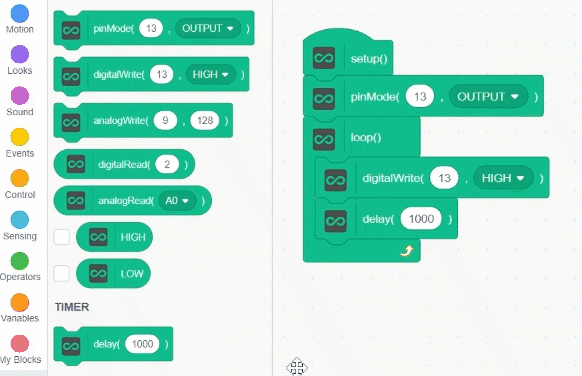 Motion
Looks
Sound
Events
Control
Sensing
Operators
Variables
My Blocks
pinMode( 13 , OUTPUT )
digitalWrite( 13 , HIGH )
analogWrite( 9 , 128 )
digitalRead( 2 )
analogRead( A0 )
HIGH
LOW
TIMER
delay( 1000 )
setup()
pinMode( 13 , OUTPUT )
loop()
digitalWrite( 13 , HIGH )
delay( 1000 )